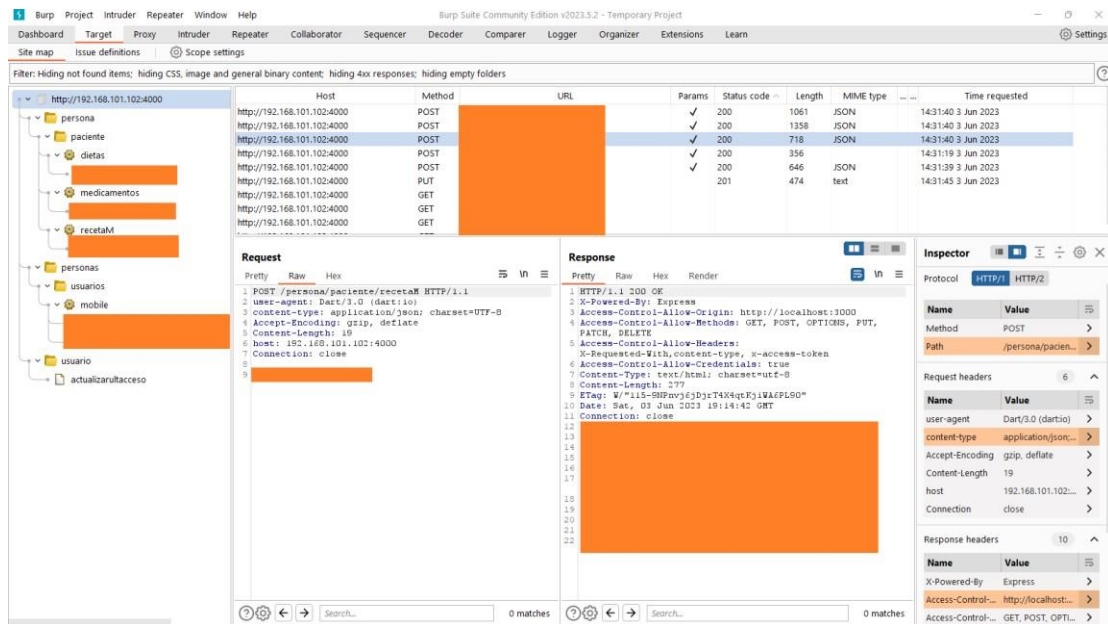 Burp Project Intruder Repeater Window Help
Burp Suite Community Edition v2023.5.2 - Temporary Project
Dashboard Target Proxy Intruder Repeater Collaborator Sequencer Decoder Comparer Logger Organizer Extensions Learn
Settings
Site map Issue definitions Scope settings
Filter: Hiding not found items; hiding CSS, image and general binary content; hiding 4xx responses; hiding empty folders
http://192.168.101.102:4000
persona
paciente
dietas
medicamentos
recetaM
personas
usuarios
mobile
usuario
actualizarultacceso
Host Method URL Params Status code Length MIME type ... ... Time requested
http://192.168.101.102:4000 POST ✓ 200 1061 JSON 14:31:40 3 Jun 2023
http://192.168.101.102:4000 POST ✓ 200 1358 JSON 14:31:40 3 Jun 2023
http://192.168.101.102:4000 POST ✓ 200 718 JSON 14:31:40 3 Jun 2023
http://192.168.101.102:4000 POST ✓ 200 356 14:31:19 3 Jun 2023
http://192.168.101.102:4000 POST ✓ 200 646 JSON 14:31:39 3 Jun 2023
http://192.168.101.102:4000 PUT 201 474 text 14:31:45 3 Jun 2023
http://192.168.101.102:4000 GET
http://192.168.101.102:4000 GET
http://192.168.101.102:4000 GET
Request
Pretty Raw Hex
\n
1 POST /persona/paciente/recetaM HTTP/1.1
2 user-agent: Dart/3.0 (dart:io)
3 content-type: application/json; charset=UTF-8
4 Accept-Encoding: gzip, deflate
5 Content-Length: 19
6 host: 192.168.101.102:4000
7 Connection: close
8
9
Search...
0 matches
Response
Pretty Raw Hex Render
\n
1 HTTP/1.1 200 OK
2 X-Powered-By: Express
3 Access-Control-Allow-Origin: http://localhost:3000
4 Access-Control-Allow-Methods: GET, POST, OPTIONS, PUT,
PATCH, DELETE
5 Access-Control-Allow-Headers:
X-Requested-With,content-type, x-access-token
6 Access-Control-Allow-Credentials: true
7 Content-Type: text/html; charset=utf-8
8 Content-Length: 277
9 ETag: W/"115-9NPnvj6jDjrT4X4qtKjiWA6PL90"
10 Date: Sat, 03 Jun 2023 19:14:42 GMT
11 Connection: close
12
13
14
15
16
17
18
19
20
21
22
Search...
0 matches
Inspector
Protocol HTTP/1 HTTP/2
Name Value
Method POST
Path /persona/pacien...
Request headers 6
Name Value
user-agent Dart/3.0 (dart:io)
content-type application/json;...
Accept-Encoding gzip, deflate
Content-Length 19
host 192.168.101.102:...
Connection close
Response headers 10
Name Value
X-Powered-By Express
Access-Control-... http://localhost:...
Access-Control-... GET, POST, OPTI...